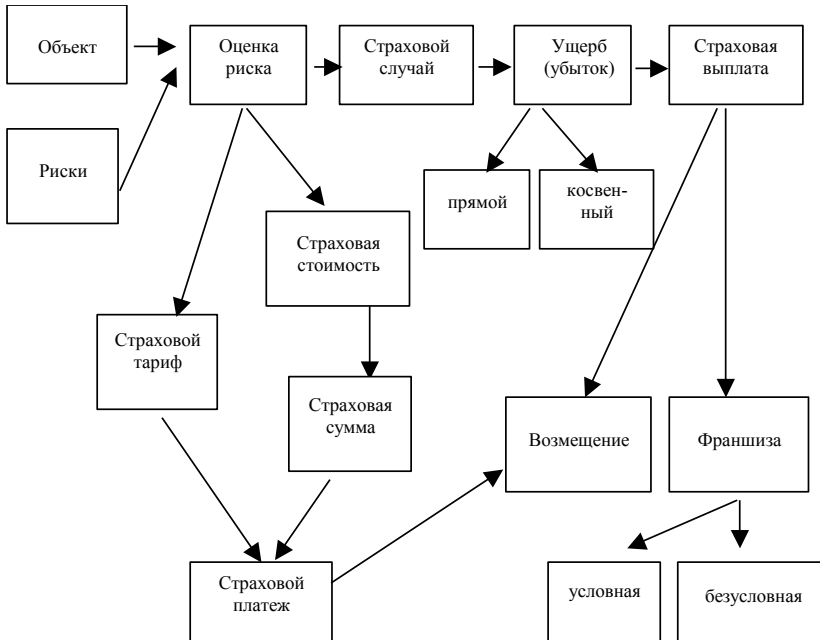 Объект
Оценка
риска
Страховой
случай
Ущерб
(убыток)
Страховая
выплата
Риски
прямой
косвен-
ный
Страховая
стоимость
Страховой
тариф
Страховая
сумма
Возмещение
Франшиза
Страховой
платеж
условная
безусловная